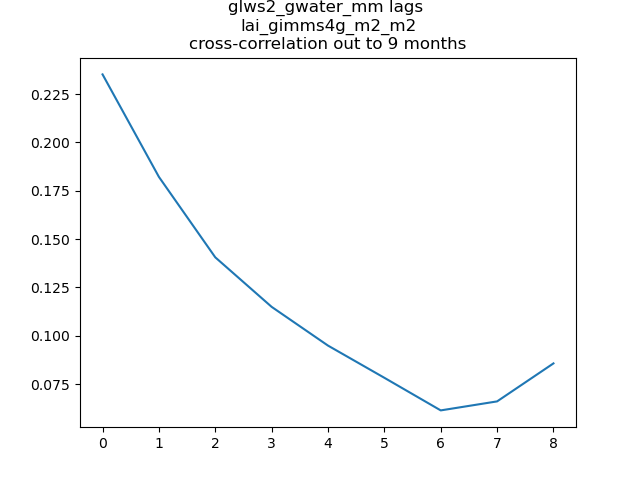 glws2_gwater_mm lags
lai_gimms4g_m2_m2
cross-correlation out to 9 months
0.225
0.200
0.175
0.150
0.125
0.100
0.075
0 1 2 3 4 5 6 7 8